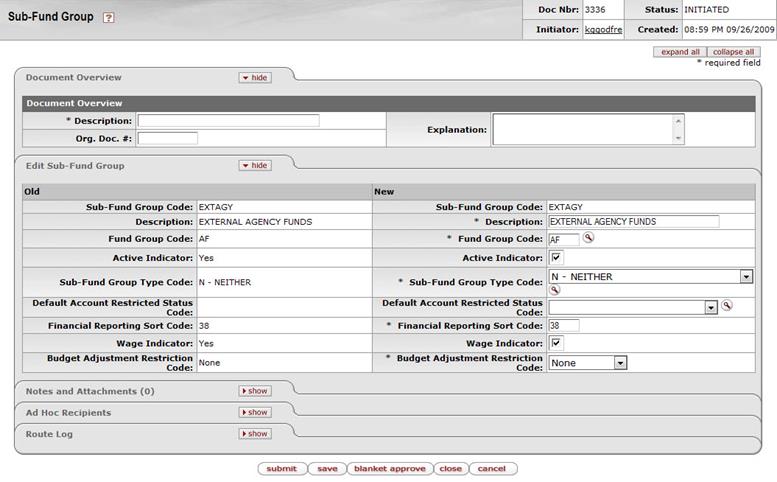 Sub-Fund Group ?
Doc Nbr: 3336 Status: INITIATED
Initiator: kggodfre Created: 08:59 PM 09/26/2009
expand all collapse all
* required field
Document Overview hide
Document Overview
* Description: Explanation:
Org. Doc. #:
Edit Sub-Fund Group hide
Old New
Sub-Fund Group Code: EXTAGY Sub-Fund Group Code: EXTAGY
Description: EXTERNAL AGENCY FUNDS * Description: EXTERNAL AGENCY FUNDS
Fund Group Code: AF * Fund Group Code: AF
Active Indicator: Yes Active Indicator:
Sub-Fund Group Type Code: N - NEITHER * Sub-Fund Group Type Code: N - NEITHER
Default Account Restricted Status Code: Default Account Restricted Status Code:
Financial Reporting Sort Code: 38 * Financial Reporting Sort Code: 38
Wage Indicator: Yes Wage Indicator:
Budget Adjustment Restriction Code: None * Budget Adjustment Restriction Code: None
Notes and Attachments (0) show
Ad Hoc Recipients show
Route Log show
submit save blanket approve close cancel